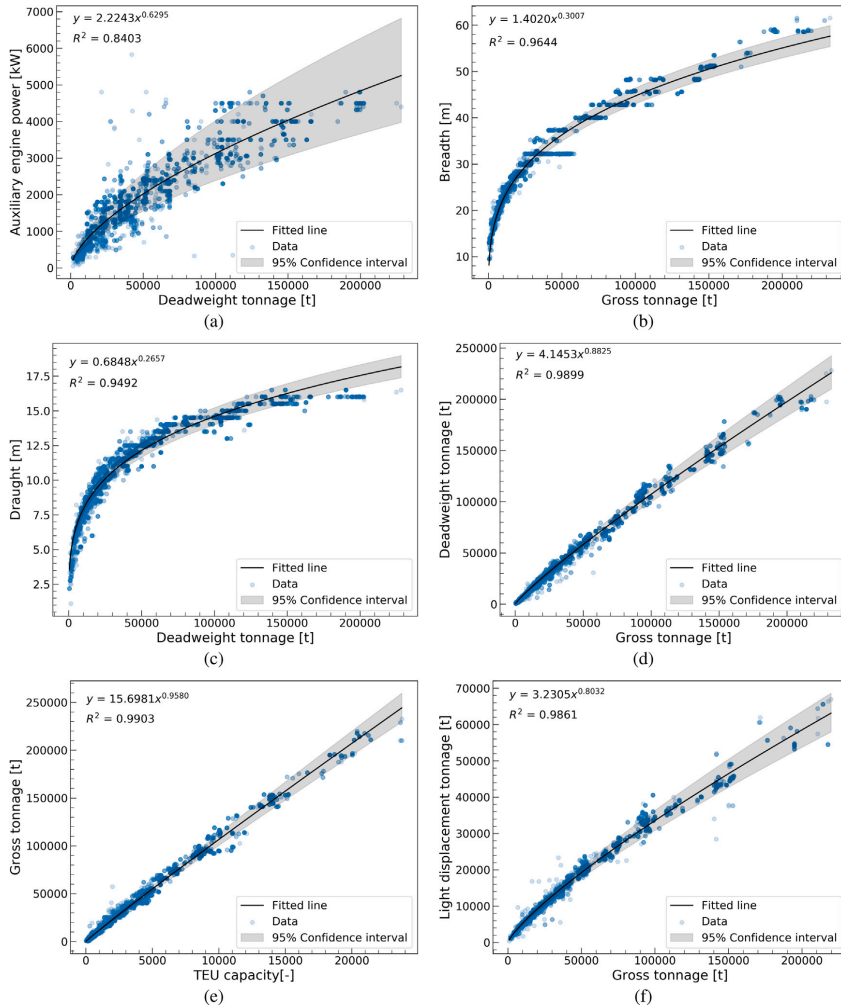 y = 2.2243x^0.6295
R² = 0.8403
7000
6000
5000
4000
3000
2000
1000
0
Auxiliary engine power [kW]
Fitted line
Data
95% Confidence interval
0 50000 100000 150000 200000
Deadweight tonnage [t]
(a)
y = 1.4020x^0.3007
R² = 0.9644
60
50
40
30
20
10
Breadth [m]
Fitted line
Data
95% Confidence interval
0 50000 100000 150000 200000
Gross tonnage [t]
(b)
y = 0.6848x^0.2657
R² = 0.9492
17.5
15.0
12.5
10.0
7.5
5.0
2.5
Draught [m]
Fitted line
Data
95% Confidence interval
0 50000 100000 150000 200000
Deadweight tonnage [t]
(c)
y = 4.1453x^0.8825
R² = 0.9899
250000
200000
150000
100000
50000
0
Deadweight tonnage [t]
Fitted line
Data
95% Confidence interval
0 50000 100000 150000 200000
Gross tonnage [t]
(d)
y = 15.6981x^0.9580
R² = 0.9903
250000
200000
150000
100000
50000
0
Gross tonnage [t]
Fitted line
Data
95% Confidence interval
0 5000 10000 15000 20000
TEU capacity[-]
(e)
y = 3.2305x^0.8032
R² = 0.9861
70000
60000
50000
40000
30000
20000
10000
0
Light displacement tonnage [t]
Fitted line
Data
95% Confidence interval
0 50000 100000 150000 200000
Gross tonnage [t]
(f)